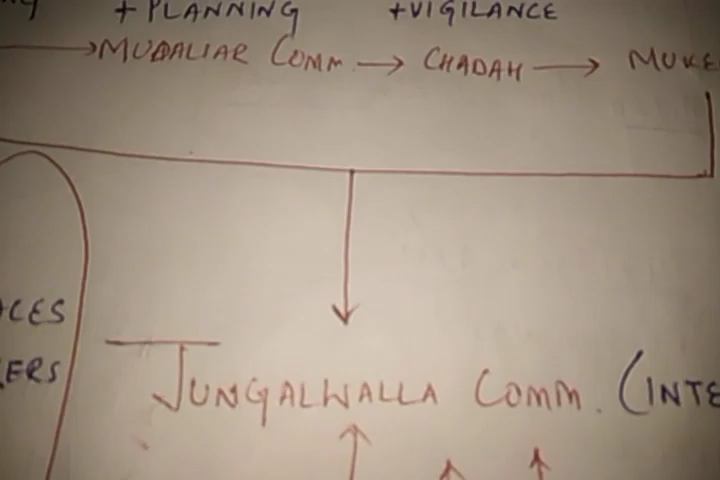 +PLANNING +VIGILANCE
MUDALIAR COMM. CHADAH MUKE
CES
ERS
JUNGALWALLA COMM. (INTE